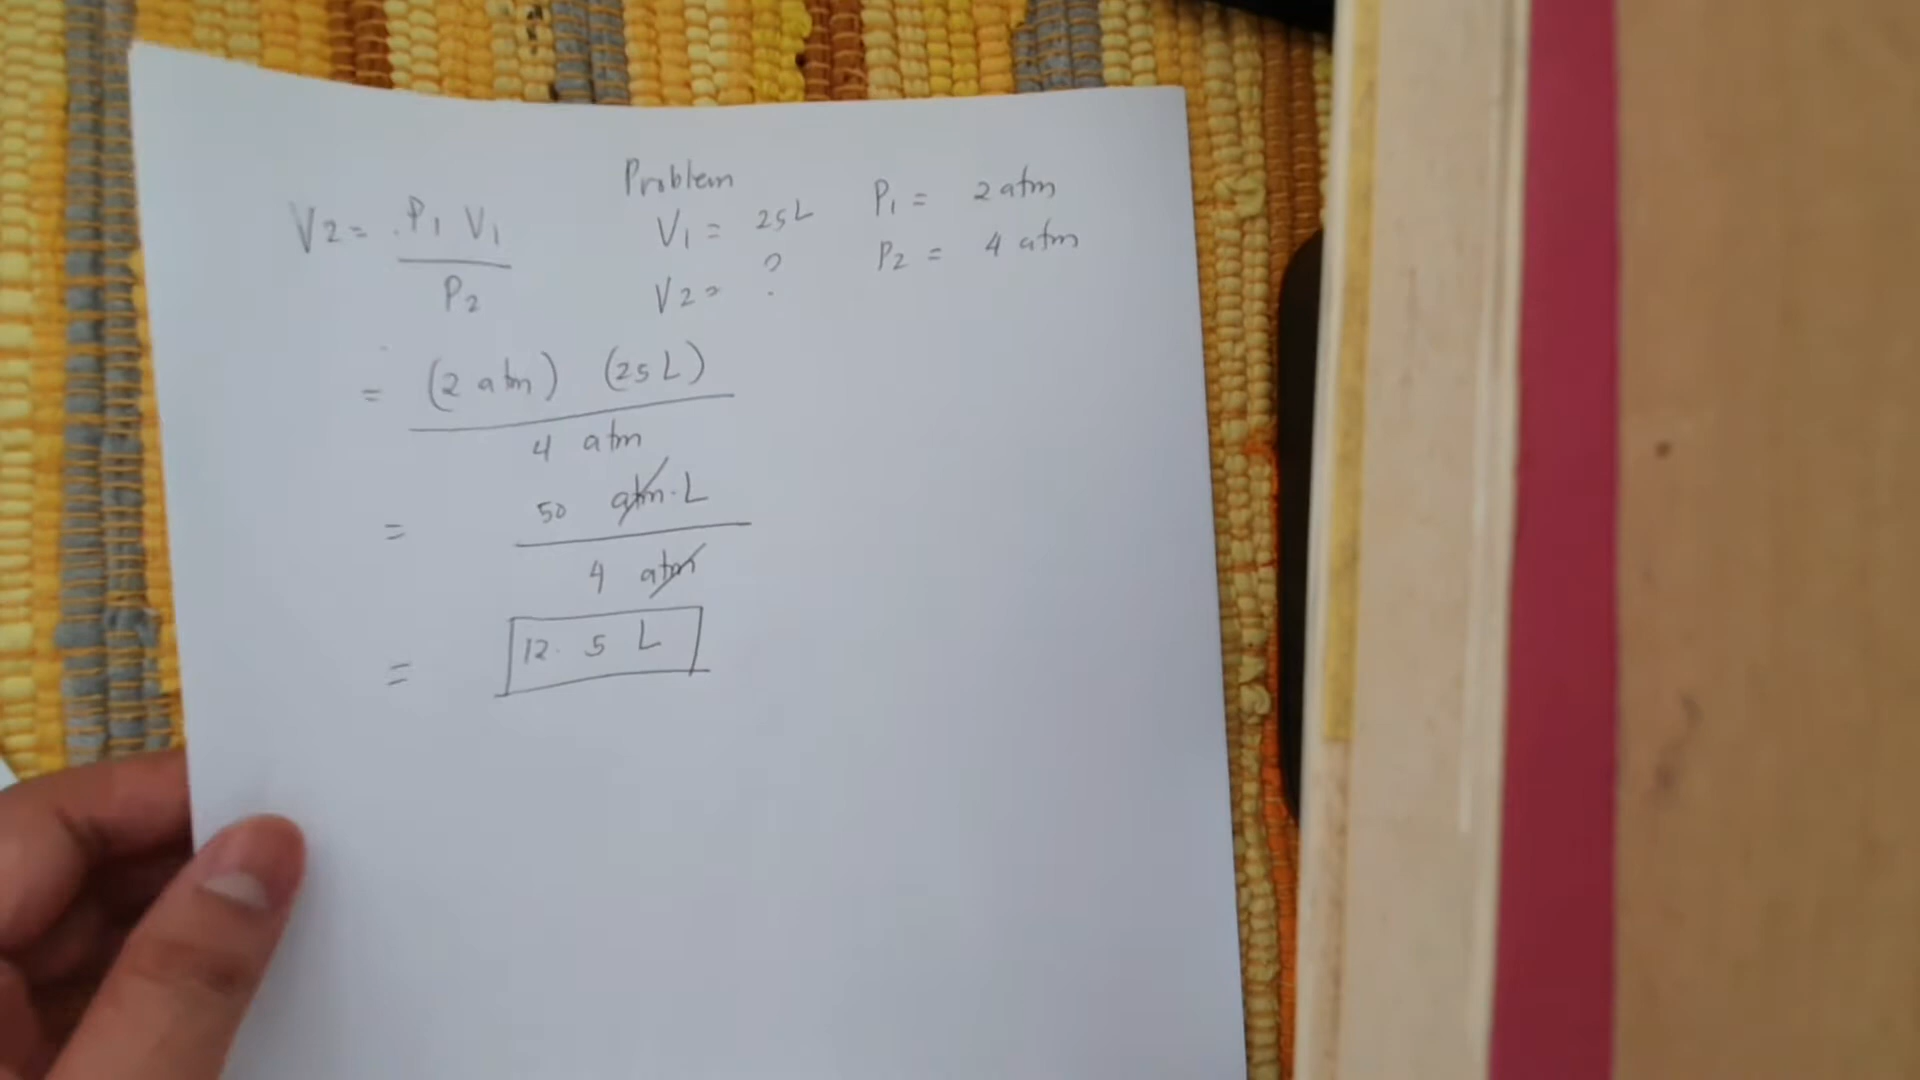 Problem
V2 = P1 V1 / P2
V1 = 25L P1 = 2 atm
V2 = ? P2 = 4 atm
= (2 atm) (25 L) / 4 atm
= 50 atm · L / 4 atm
= 12.5 L